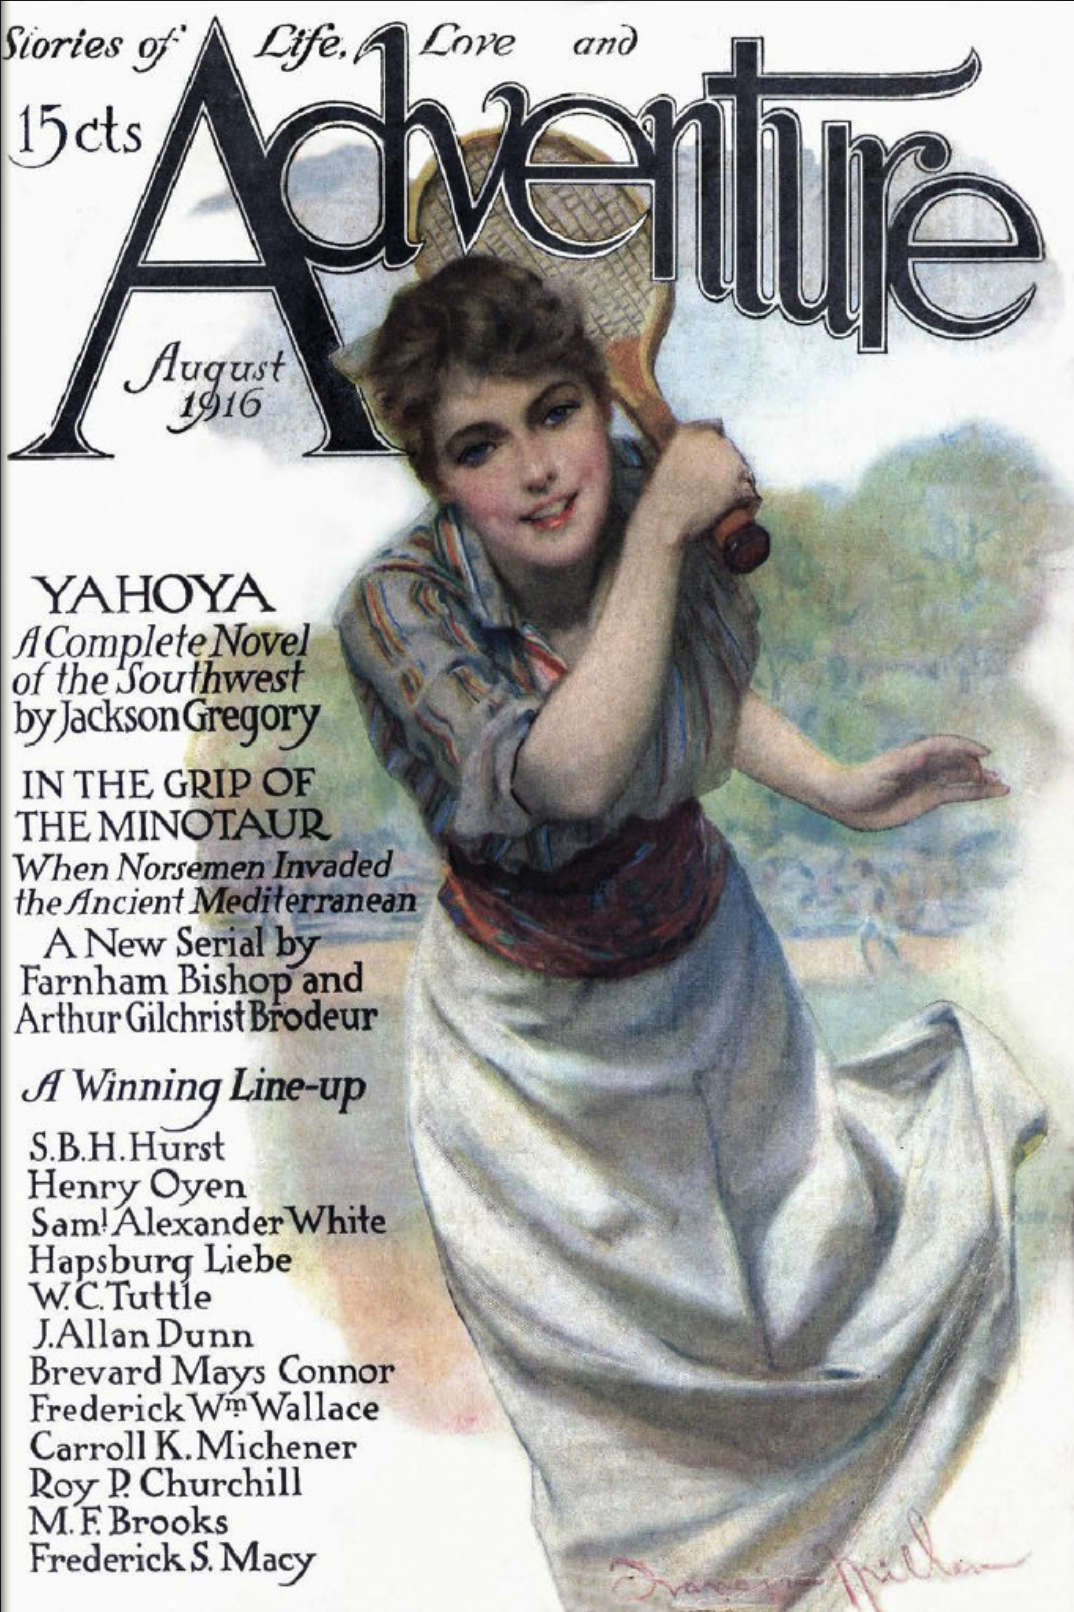 Stories of Life, Love and
Adventure
15cts
August
1916
YAHOYA
A Complete Novel
of the Southwest
by Jackson Gregory
IN THE GRIP OF
THE MINOTAUR
When Norsemen Invaded
the Ancient Mediterranean
A New Serial by
Farnham Bishop and
Arthur Gilchrist Brodeur
A Winning Line-up
S.B.H. Hurst
Henry Oyen
Saml Alexander White
Hapsburg Liebe
W.C. Tuttle
J. Allan Dunn
Brevard Mays Connor
Frederick Wm Wallace
Carroll K. Michener
Roy P. Churchill
M.F. Brooks
Frederick S. Macy